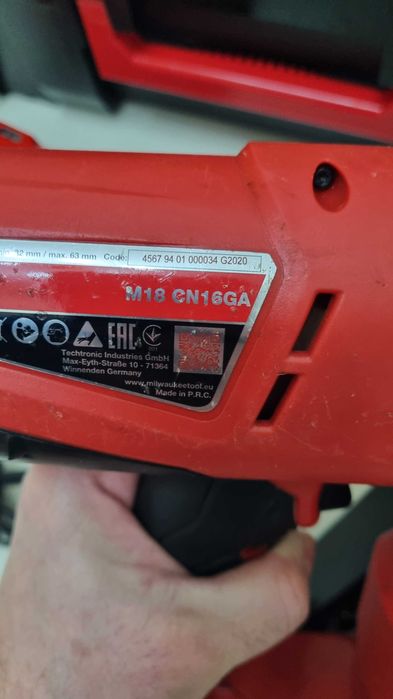 32 mm / max. 63 mm Code: 4567 94 01 000034 G2020
M18 CN16GA
EAC
Techtronic Industries GmbH
Max-Eyth-Straße 10 - 71364
Winnenden Germany
www.milwaukeetool.eu
Made in P.R.C.